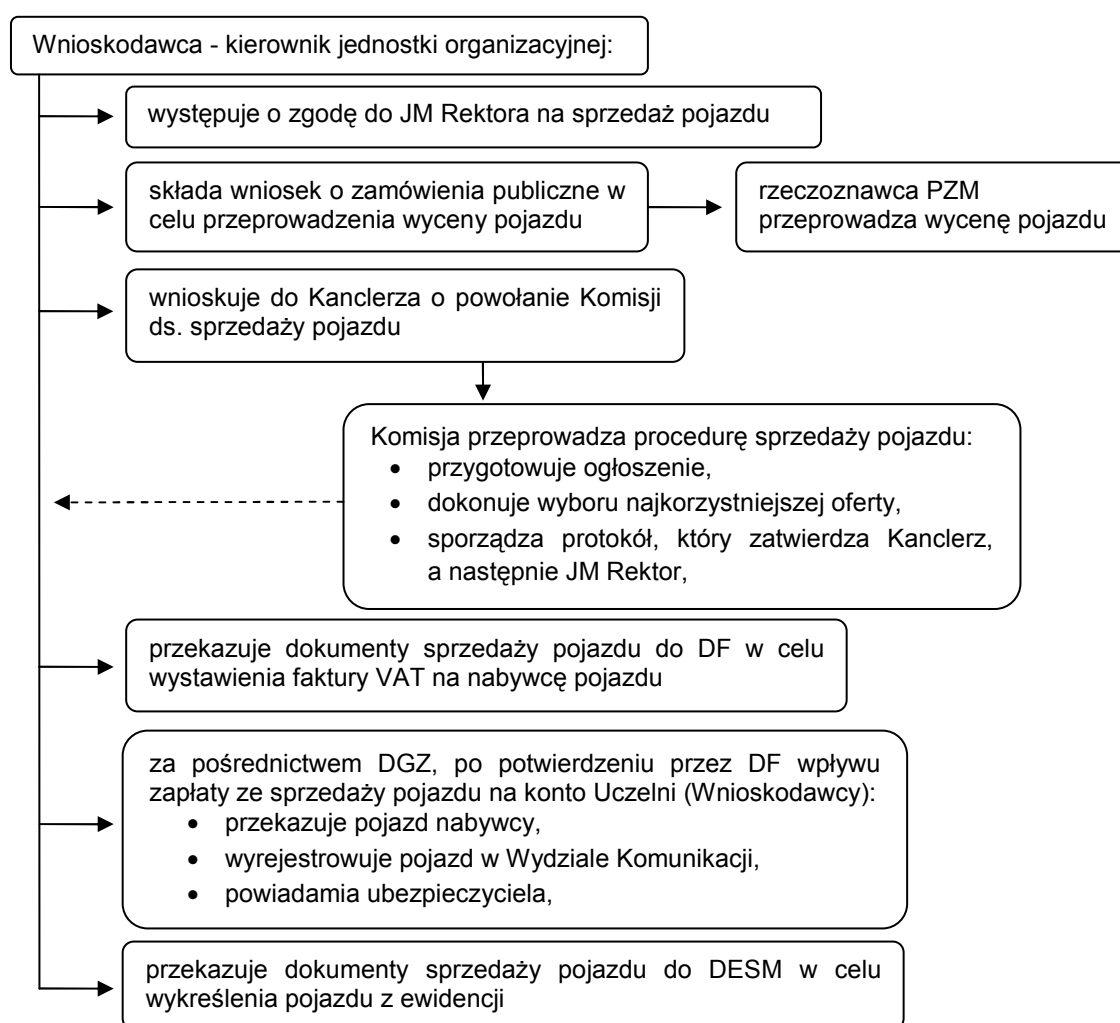 Wnioskodawca - kierownik jednostki organizacyjnej:
występuje o zgodę do JM Rektora na sprzedaż pojazdu
składa wniosek o zamówienia publiczne w
celu przeprowadzenia wyceny pojazdu
rzeczoznawca PZM
przeprowadza wycenę pojazdu
wnioskuje do Kanclerza o powołanie Komisji
ds. sprzedaży pojazdu
Komisja przeprowadza procedurę sprzedaży pojazdu:
• przygotowuje ogłoszenie,
• dokonuje wyboru najkorzystniejszej oferty,
• sporządza protokół, który zatwierdza Kanclerz,
a następnie JM Rektor,
przekazuje dokumenty sprzedaży pojazdu do DF w celu
wystawienia faktury VAT na nabywcę pojazdu
za pośrednictwem DGZ, po potwierdzeniu przez DF wpływu
zapłaty ze sprzedaży pojazdu na konto Uczelni (Wnioskodawcy):
• przekazuje pojazd nabywcy,
• wyrejestrowuje pojazd w Wydziale Komunikacji,
• powiadamia ubezpieczyciela,
przekazuje dokumenty sprzedaży pojazdu do DESM w celu
wykreślenia pojazdu z ewidencji